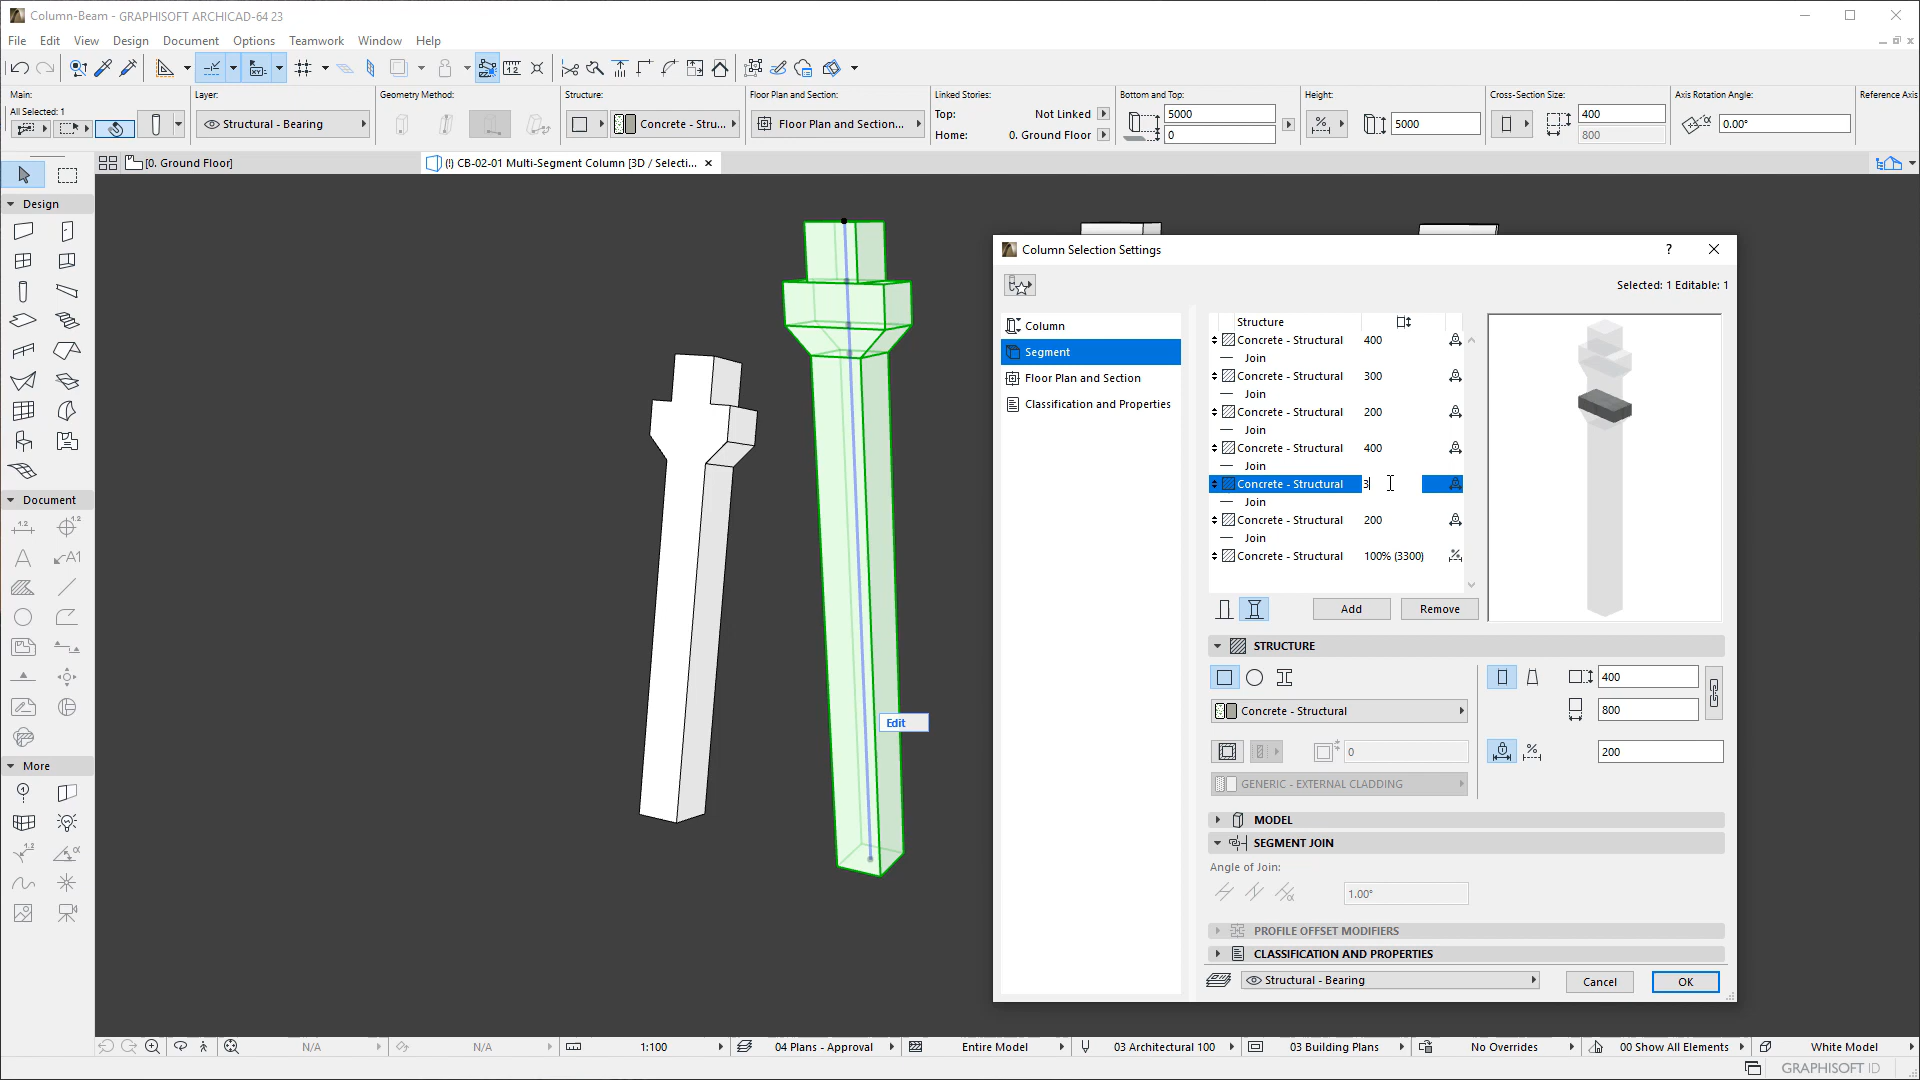 Column-Beam - GRAPHISOFT ARCHICAD-64 23
File Edit View Design Document Options Teamwork Window Help
Main:
All Selected: 1
Layer:
Structural - Bearing
Geometry Method:
Structure:
Concrete - Stru...
Floor Plan and Section:
Floor Plan and Section...
Linked Stories:
Top: Not Linked
Home: 0. Ground Floor
Bottom and Top:
5000
0
Height:
5000
Cross-Section Size:
400
800
Axis Rotation Angle:
0.00°
Reference Axis
[0. Ground Floor]
(!) CB-02-01 Multi-Segment Column [3D / Selecti...
Design
Document
More
Edit
Column Selection Settings
Selected: 1 Editable: 1
Column
Segment
Floor Plan and Section
Classification and Properties
Structure
Concrete - Structural 400
Join
Concrete - Structural 300
Join
Concrete - Structural 200
Join
Concrete - Structural 400
Join
Concrete - Structural 3
Join
Concrete - Structural 200
Join
Concrete - Structural 100% (3300)
Add Remove
STRUCTURE
400
Concrete - Structural
800
0
200
GENERIC - EXTERNAL CLADDING
MODEL
SEGMENT JOIN
Angle of Join:
1.00°
PROFILE OFFSET MODIFIERS
CLASSIFICATION AND PROPERTIES
Structural - Bearing
Cancel OK
N/A N/A 1:100 04 Plans - Approval Entire Model 03 Architectural 100 03 Building Plans No Overrides 00 Show All Elements White Model
GRAPHISOFT ID